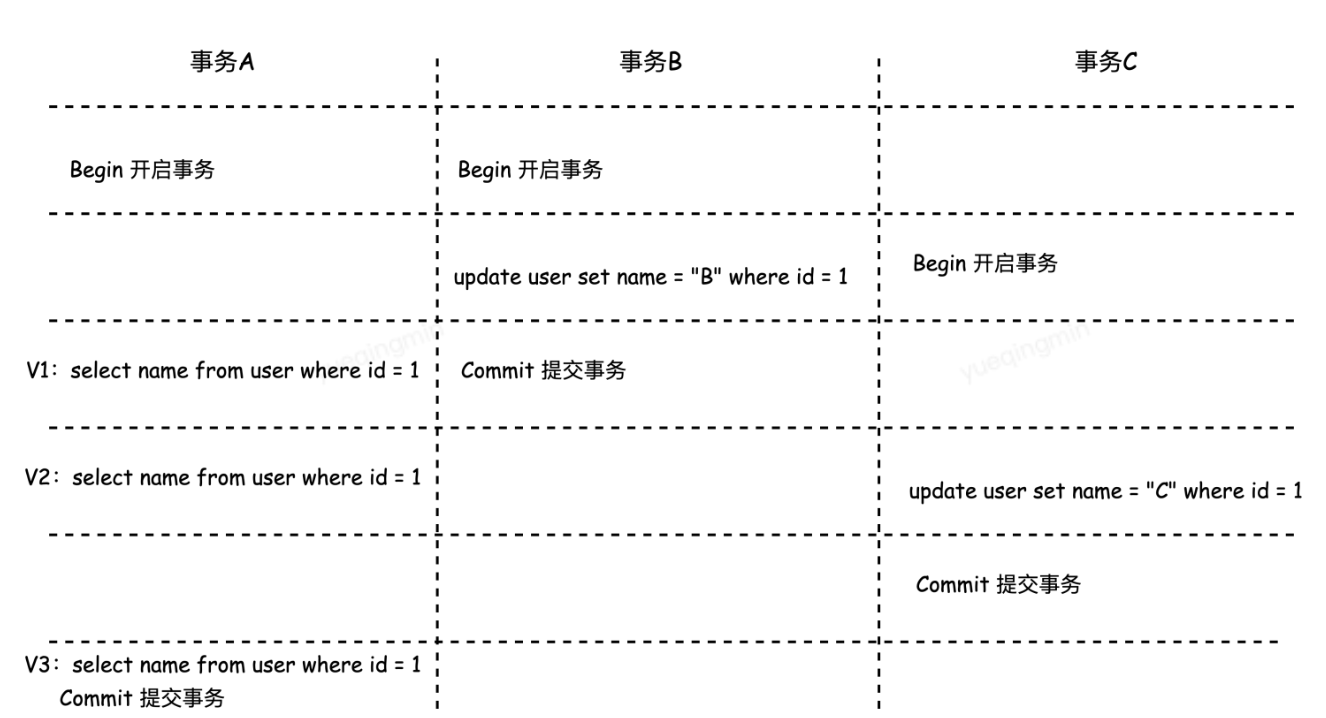 事务A 事务B 事务C
Begin 开启事务 Begin 开启事务
Begin 开启事务
update user set name = "B" where id = 1
yueqingmin yueqingmin
V1：select name from user where id = 1 Commit 提交事务
V2：select name from user where id = 1
update user set name = "C" where id = 1
Commit 提交事务
V3：select name from user where id = 1
Commit 提交事务